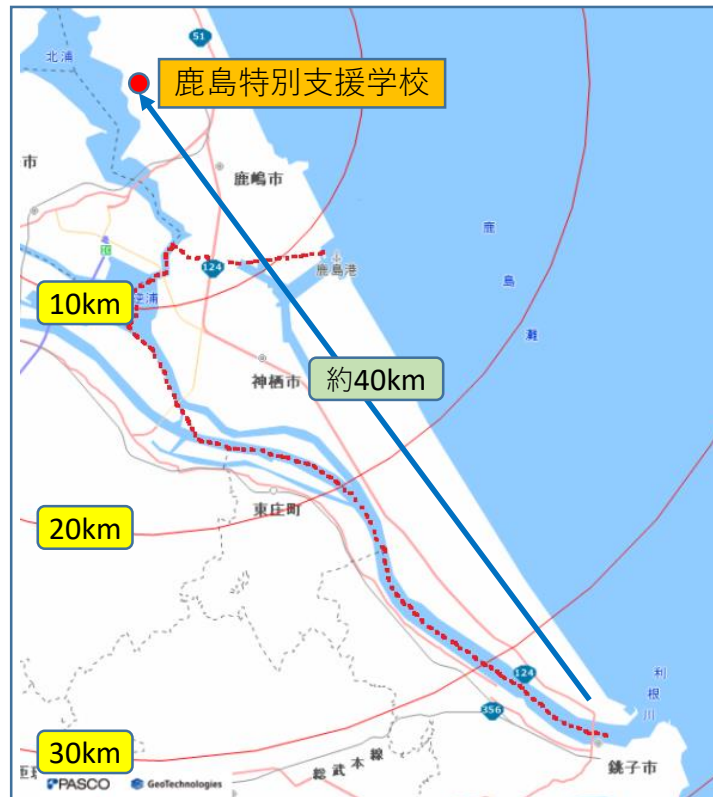 北浦
51
鹿島特別支援学校
市
鹿嶋市
鹿島港
124
鹿島灘
10km
逆浦
神栖市
約40km
東庄町
20km
利根川
124
356
30km
総武本線
銚子市
PASCO
GeoTechnologies